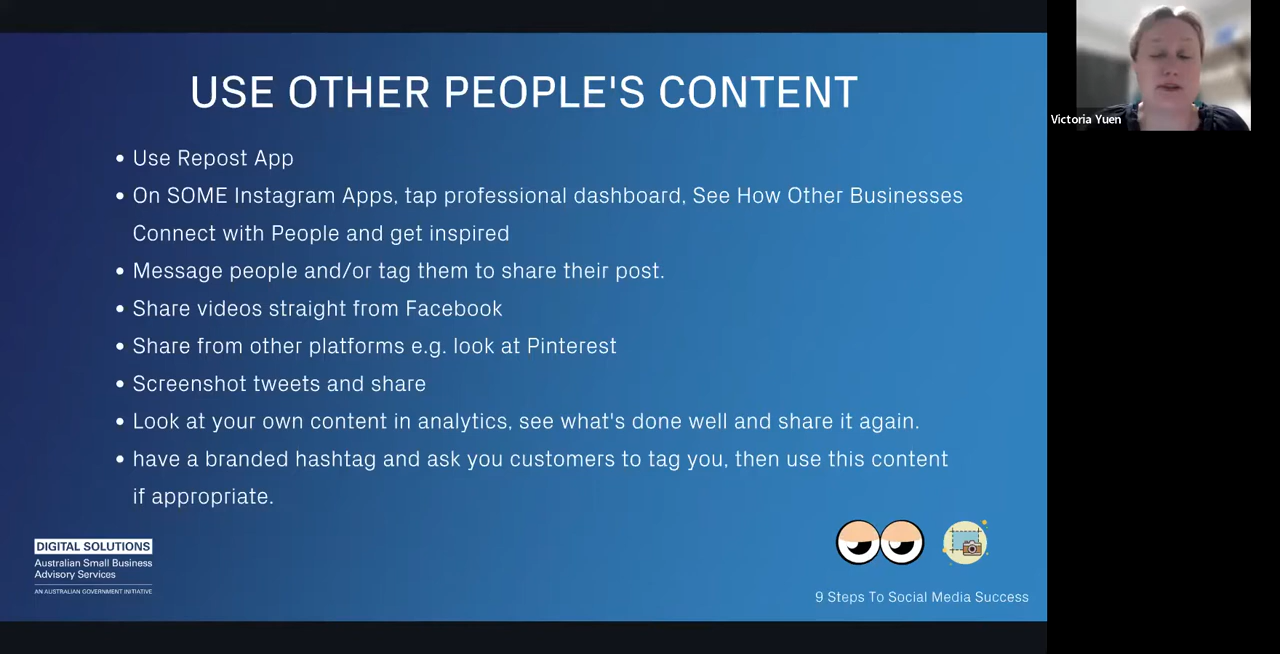 USE OTHER PEOPLE'S CONTENT
• Use Repost App
• On SOME Instagram Apps, tap professional dashboard, See How Other Businesses
Connect with People and get inspired
• Message people and/or tag them to share their post.
• Share videos straight from Facebook
• Share from other platforms e.g. look at Pinterest
• Screenshot tweets and share
• Look at your own content in analytics, see what's done well and share it again.
• have a branded hashtag and ask you customers to tag you, then use this content
if appropriate.
DIGITAL SOLUTIONS
Australian Small Business
Advisory Services
AN AUSTRALIAN GOVERNMENT INITIATIVE
9 Steps To Social Media Success
Victoria Yuen